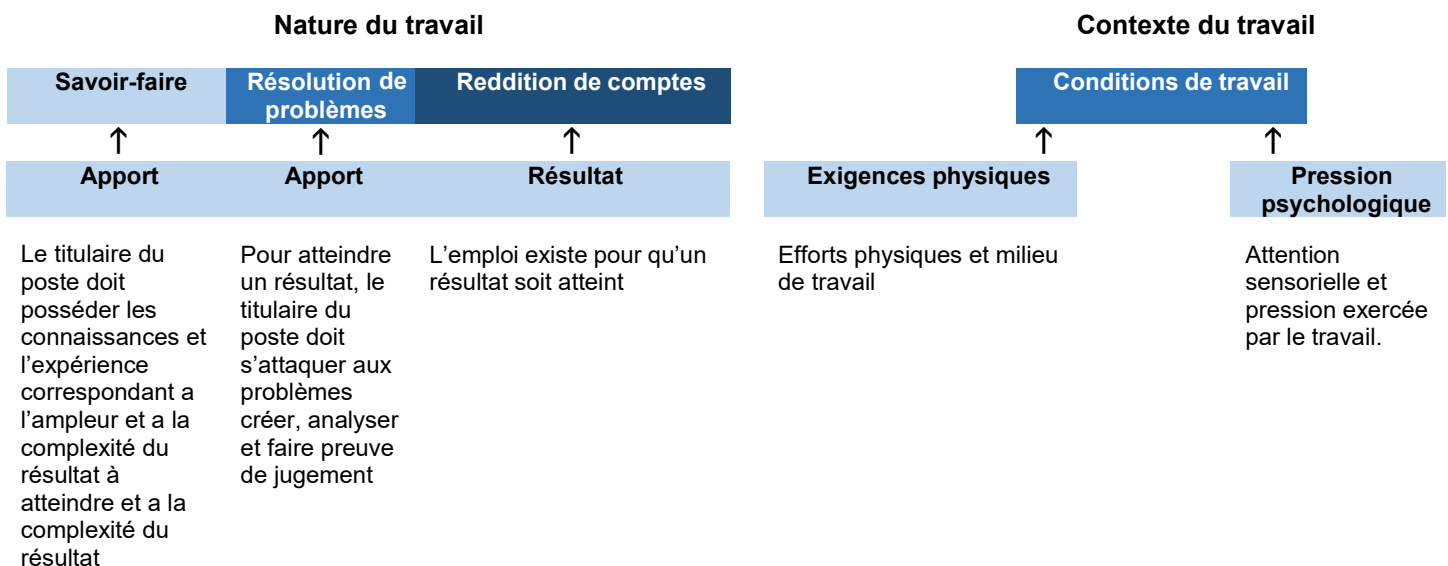 Nature du travail
Contexte du travail
Savoir-faire
Résolution de
problèmes
Reddition de comptes
Conditions de travail
↑
↑
↑
↑
↑
Apport
Apport
Résultat
Exigences physiques
Pression
psychologique
Le titulaire du
poste doit
posséder les
connaissances et
l’expérience
correspondant a
l’ampleur et a la
complexité du
résultat à
atteindre et a la
complexité du
résultat
Pour atteindre
un résultat, le
titulaire du
poste doit
s’attaquer aux
problèmes
créer, analyser
et faire preuve
de jugement
L’emploi existe pour qu’un
résultat soit atteint
Efforts physiques et milieu
de travail
Attention
sensorielle et
pression exercée
par le travail.